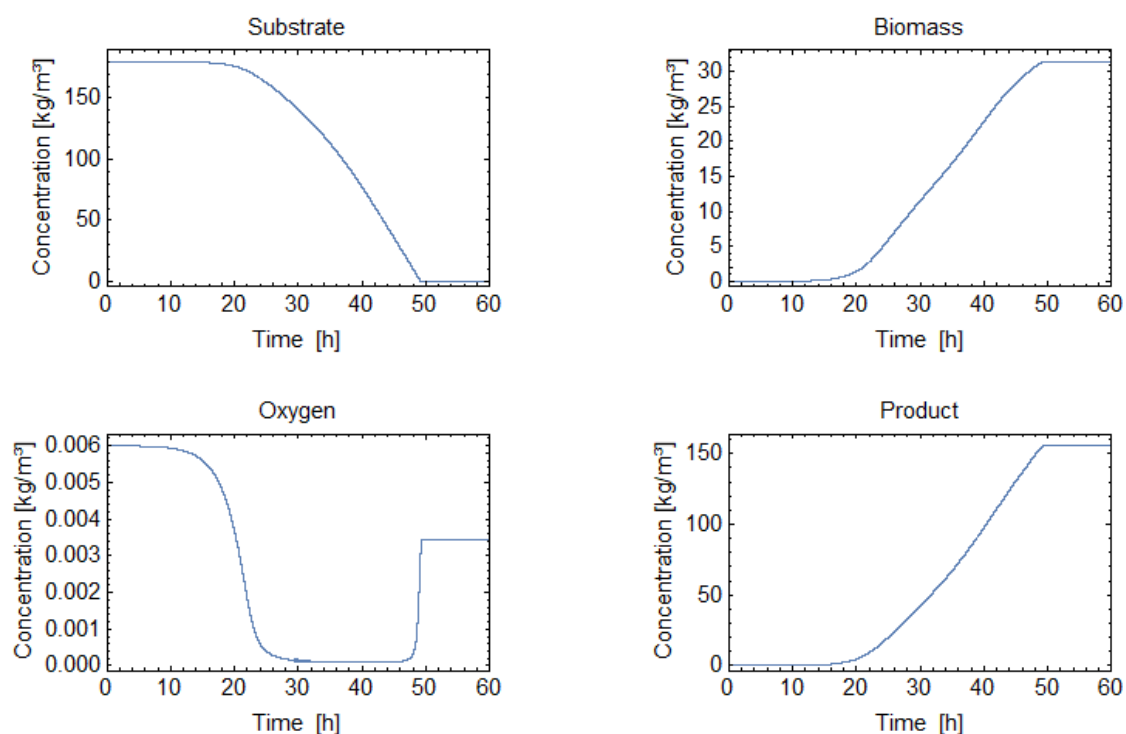 Substrate
Concentration [kg/m³]
150
100
50
0
0 10 20 30 40 50 60
Time [h]
Biomass
Concentration [kg/m³]
30
25
20
15
10
5
0
0 10 20 30 40 50 60
Time [h]
Oxygen
Concentration [kg/m³]
0.006
0.005
0.004
0.003
0.002
0.001
0.000
0 10 20 30 40 50 60
Time [h]
Product
Concentration [kg/m³]
150
100
50
0
0 10 20 30 40 50 60
Time [h]